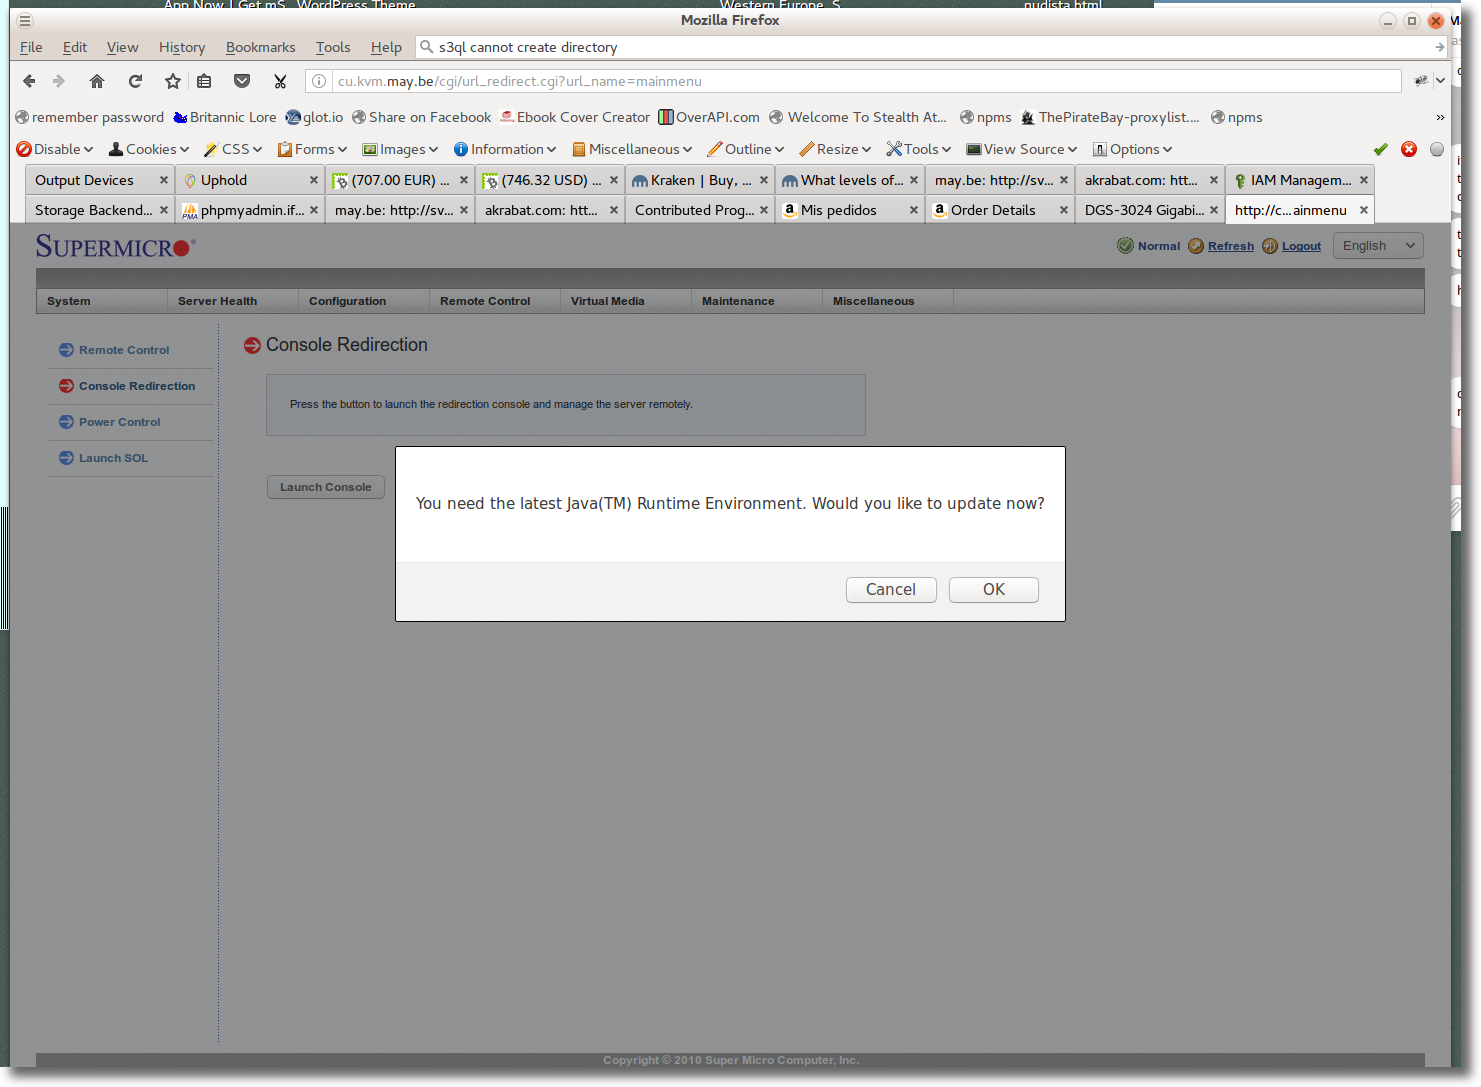 App Now | Get mS... WordPress Theme
Western Europe, S
nudista.html
Mozilla Firefox
File Edit View History Bookmarks Tools Help s3ql cannot create directory
cu.kvm.may.be/cgi/url_redirect.cgi?url_name=mainmenu
remember password Britannic Lore glot.io Share on Facebook Ebook Cover Creator OverAPI.com Welcome To Stealth At... npms ThePirateBay-proxylist.... npms »
Disable Cookies CSS Forms Images Information Miscellaneous Outline Resize Tools View Source Options
Output Devices Uphold (707.00 EUR) ... (746.32 USD) ... Kraken | Buy, ... What levels of... may.be: http://sv... akrabat.com: htt... IAM Managem...
Storage Backend... phpmyadmin.if... may.be: http://sv... akrabat.com: htt... Contributed Prog... Mis pedidos Order Details DGS-3024 Gigabi... http://c...ainmenu
SUPERMICRO
Normal Refresh Logout English
System Server Health Configuration Remote Control Virtual Media Maintenance Miscellaneous
Remote Control
Console Redirection
Power Control
Launch SOL
Console Redirection
Press the button to launch the redirection console and manage the server remotely.
Launch Console
You need the latest Java(TM) Runtime Environment. Would you like to update now?
Cancel OK
Copyright © 2010 Super Micro Computer, Inc.